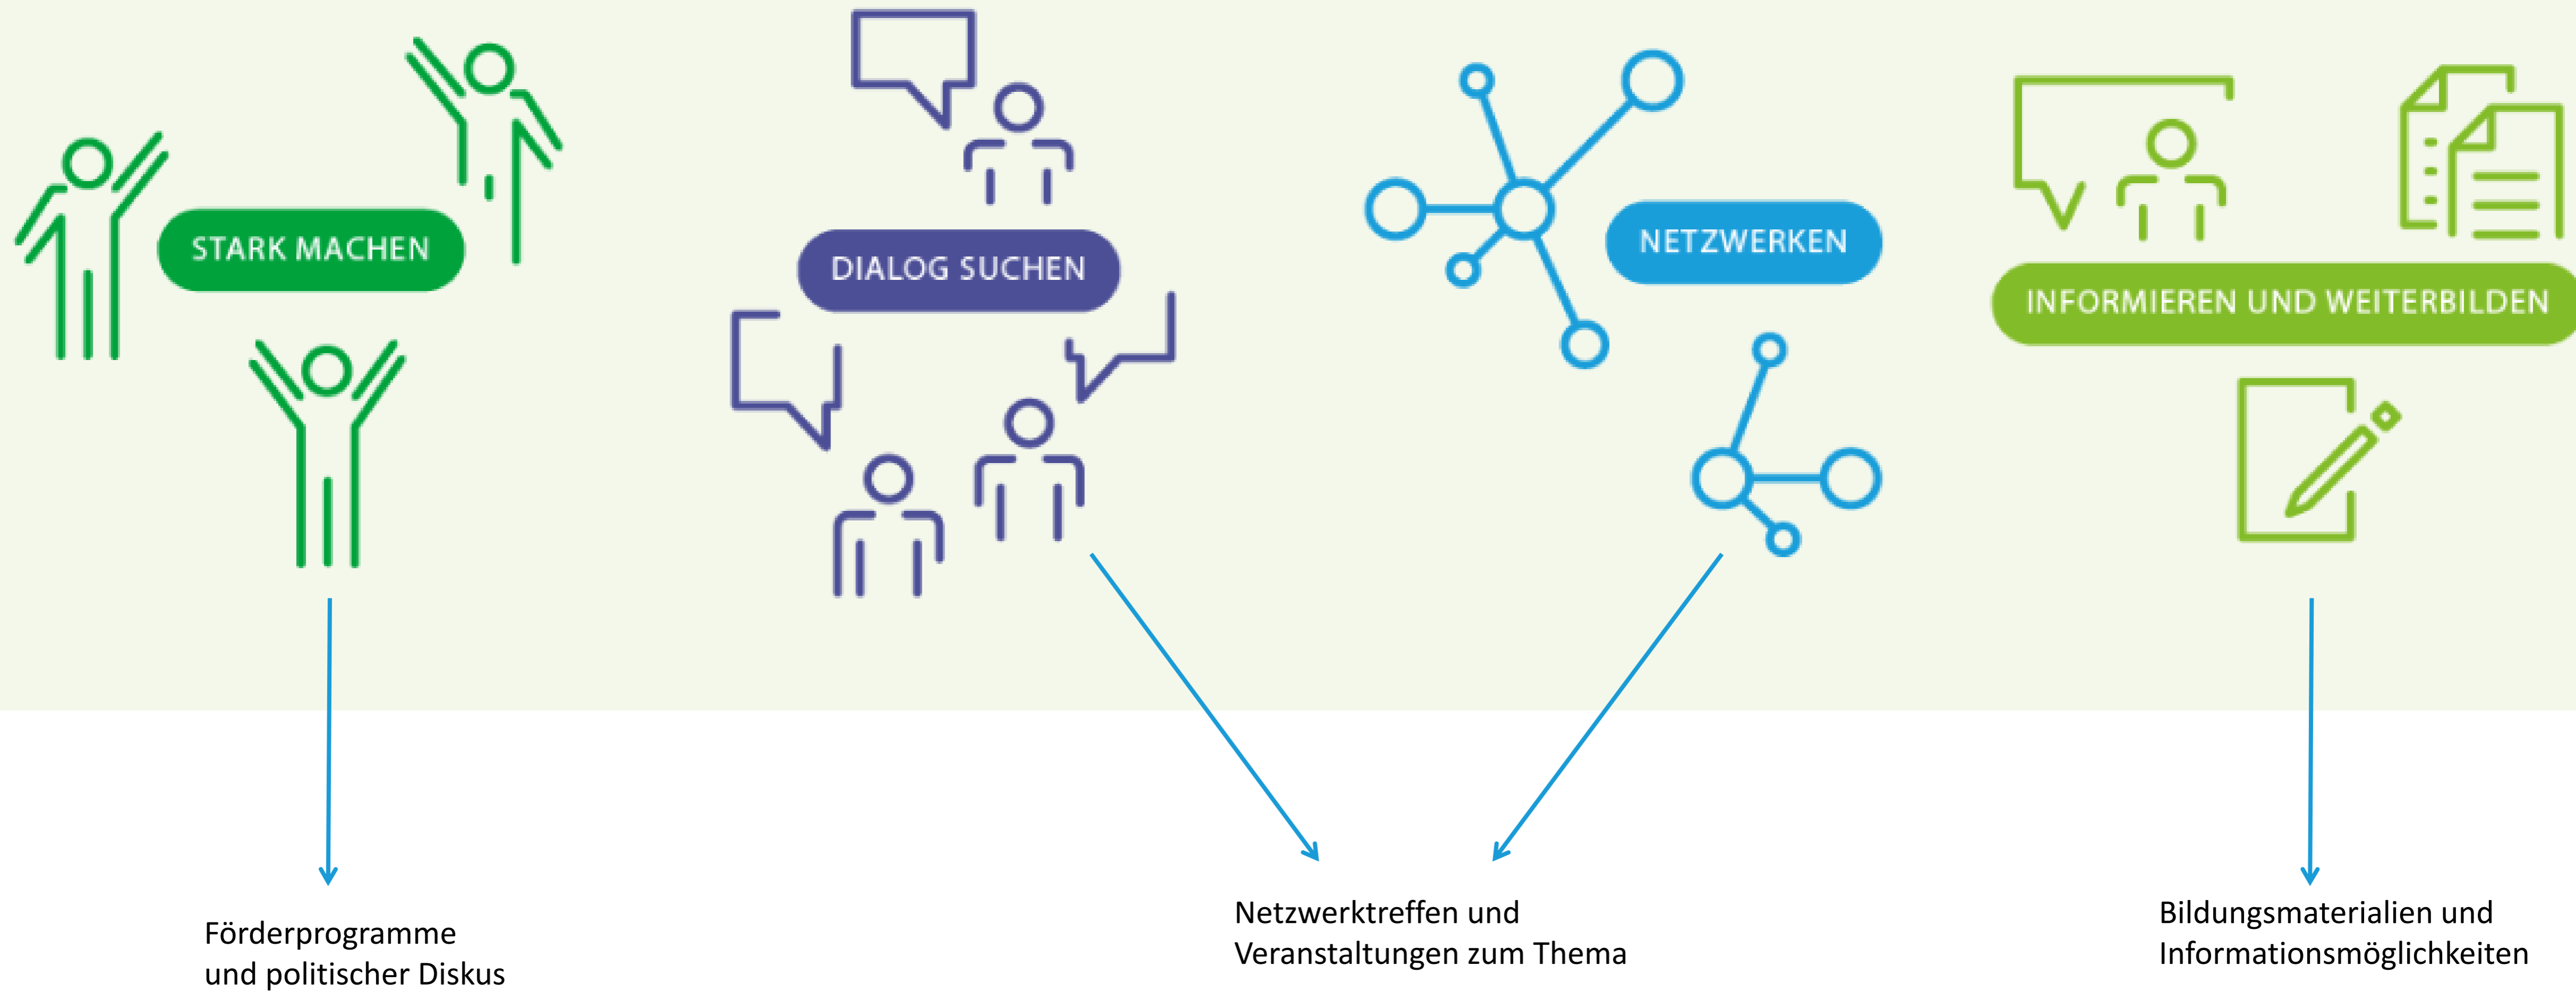 STARK MACHEN
DIALOG SUCHEN
NETZWERKEN
INFORMIEREN UND WEITERBILDEN
Förderprogramme
und politischer Diskus
Netzwerktreffen und
Veranstaltungen zum Thema
Bildungsmaterialien und
Informationsmöglichkeiten